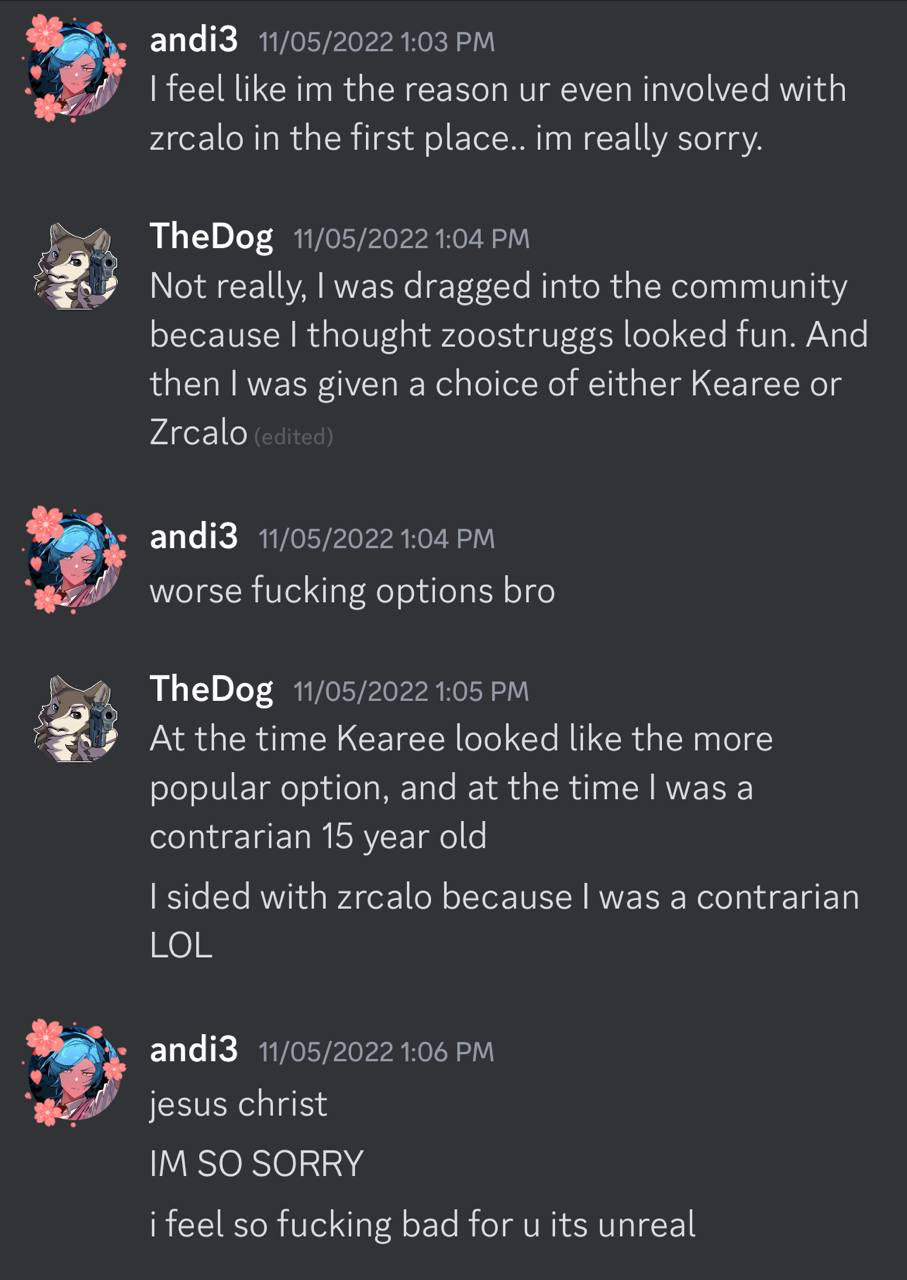 andi3 11/05/2022 1:03 PM
I feel like im the reason ur even involved with
zrcalo in the first place.. im really sorry.
TheDog 11/05/2022 1:04 PM
Not really, I was dragged into the community
because I thought zoostruggs looked fun. And
then I was given a choice of either Kearee or
Zrcalo (edited)
andi3 11/05/2022 1:04 PM
worse fucking options bro
TheDog 11/05/2022 1:05 PM
At the time Kearee looked like the more
popular option, and at the time I was a
contrarian 15 year old
I sided with zrcalo because I was a contrarian
LOL
andi3 11/05/2022 1:06 PM
jesus christ
IM SO SORRY
i feel so fucking bad for u its unreal